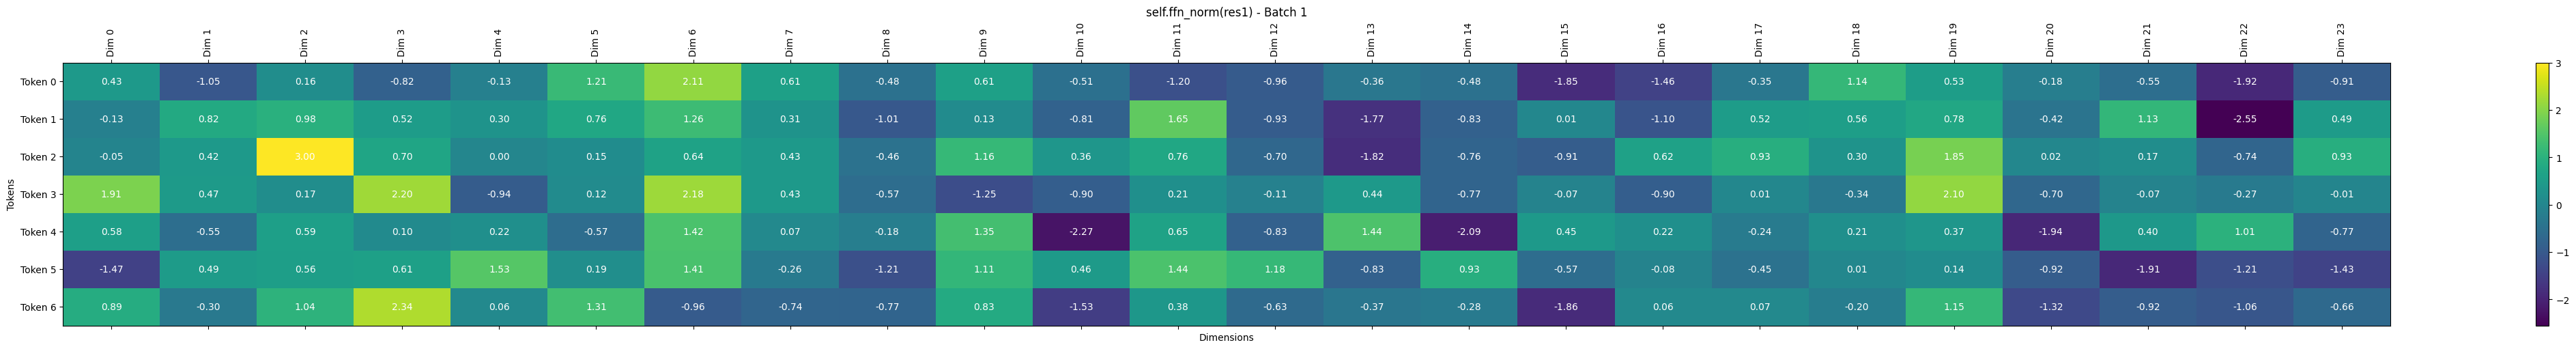 self.ffn_norm(res1) - Batch 1
Dim 0 Dim 1 Dim 2 Dim 3 Dim 4 Dim 5 Dim 6 Dim 7 Dim 8 Dim 9 Dim 10 Dim 11 Dim 12 Dim 13 Dim 14 Dim 15 Dim 16 Dim 17 Dim 18 Dim 19 Dim 20 Dim 21 Dim 22 Dim 23
Token 0 0.43 -1.05 0.16 -0.82 -0.13 1.21 2.11 0.61 -0.48 0.61 -0.51 -1.20 -0.96 -0.36 -0.48 -1.85 -1.46 -0.35 1.14 0.53 -0.18 -0.55 -1.92 -0.91
Token 1 -0.13 0.82 0.98 0.52 0.30 0.76 1.26 0.31 -1.01 0.13 -0.81 1.65 -0.93 -1.77 -0.83 0.01 -1.10 0.52 0.56 0.78 -0.42 1.13 -2.55 0.49
Token 2 -0.05 0.42 3.00 0.70 0.00 0.15 0.64 0.43 -0.46 1.16 0.36 0.76 -0.70 -1.82 -0.76 -0.91 0.62 0.93 0.30 1.85 0.02 0.17 -0.74 0.93
Token 3 1.91 0.47 0.17 2.20 -0.94 0.12 2.18 0.43 -0.57 -1.25 -0.90 0.21 -0.11 0.44 -0.77 -0.07 -0.90 0.01 -0.34 2.10 -0.70 -0.07 -0.27 -0.01
Token 4 0.58 -0.55 0.59 0.10 0.22 -0.57 1.42 0.07 -0.18 1.35 -2.27 0.65 -0.83 1.44 -2.09 0.45 0.22 -0.24 0.21 0.37 -1.94 0.40 1.01 -0.77
Token 5 -1.47 0.49 0.56 0.61 1.53 0.19 1.41 -0.26 -1.21 1.11 0.46 1.44 1.18 -0.83 0.93 -0.57 -0.08 -0.45 0.01 0.14 -0.92 -1.91 -1.21 -1.43
Token 6 0.89 -0.30 1.04 2.34 0.06 1.31 -0.96 -0.74 -0.77 0.83 -1.53 0.38 -0.63 -0.37 -0.28 -1.86 0.06 0.07 -0.20 1.15 -1.32 -0.92 -1.06 -0.66
Tokens
Dimensions
3
2
1
0
−1
−2